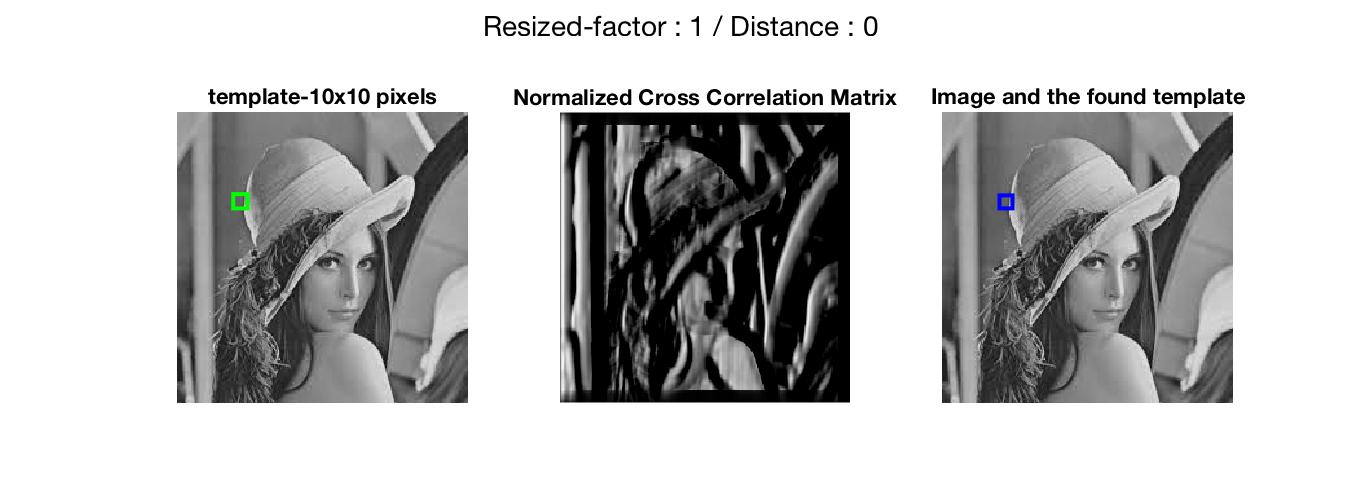 Resized-factor : 1 / Distance : 0
template-10x10 pixels
Normalized Cross Correlation Matrix
Image and the found template